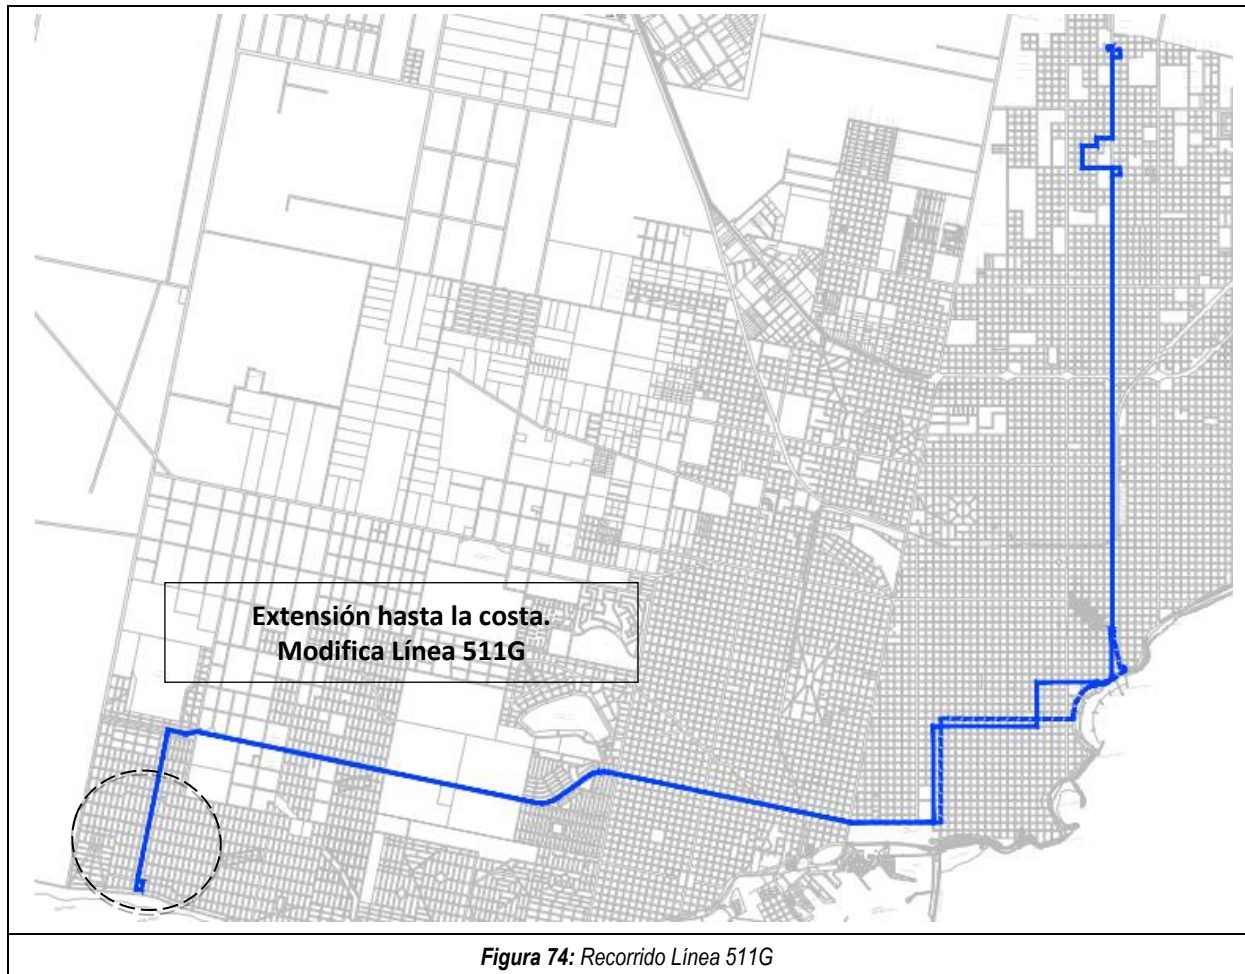 Extensión hasta la costa.
Modifica Línea 511G
Figura 74: Recorrido Línea 511G